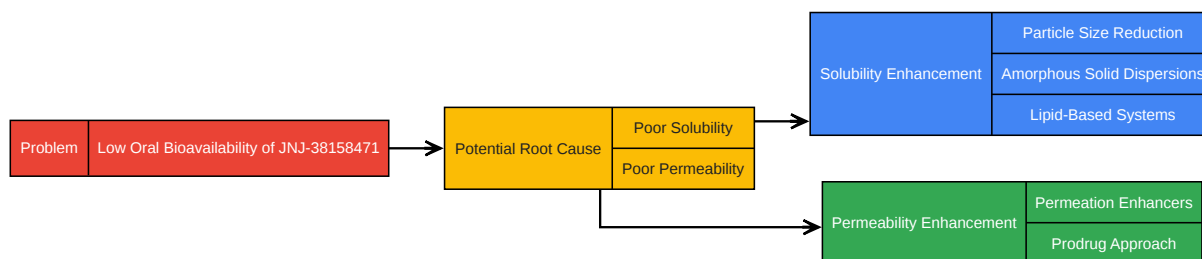 Problem
Low Oral Bioavailability of JNJ-38158471
Potential Root Cause
Poor Solubility
Poor Permeability
Solubility Enhancement
Particle Size Reduction
Amorphous Solid Dispersions
Lipid-Based Systems
Permeability Enhancement
Permeation Enhancers
Prodrug Approach